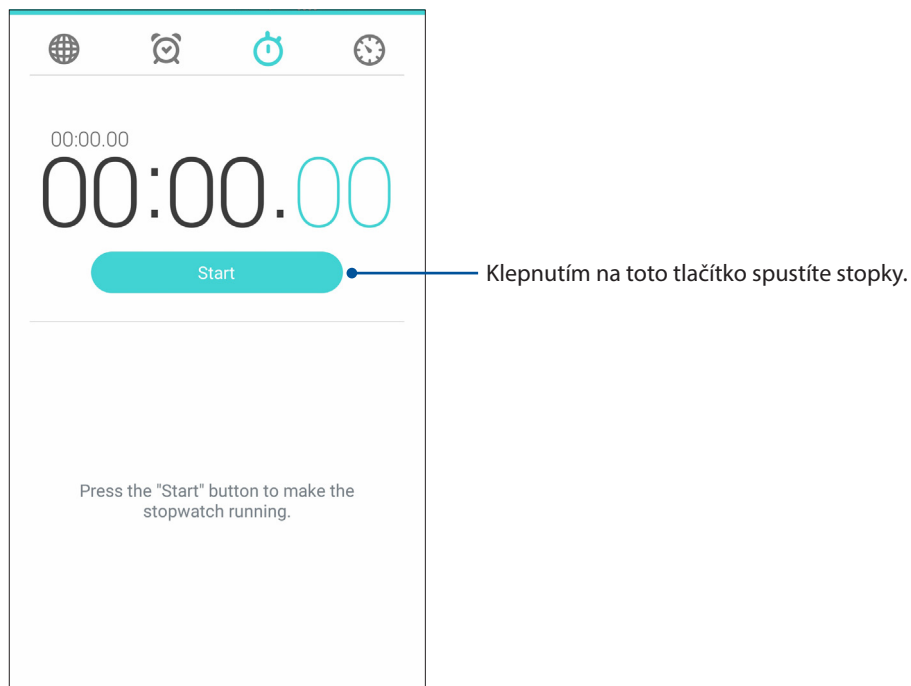 00:00.00
00:00.00
Start
Klepnutím na toto tlačítko spustíte stopky.
Press the "Start" button to make the
stopwatch running.